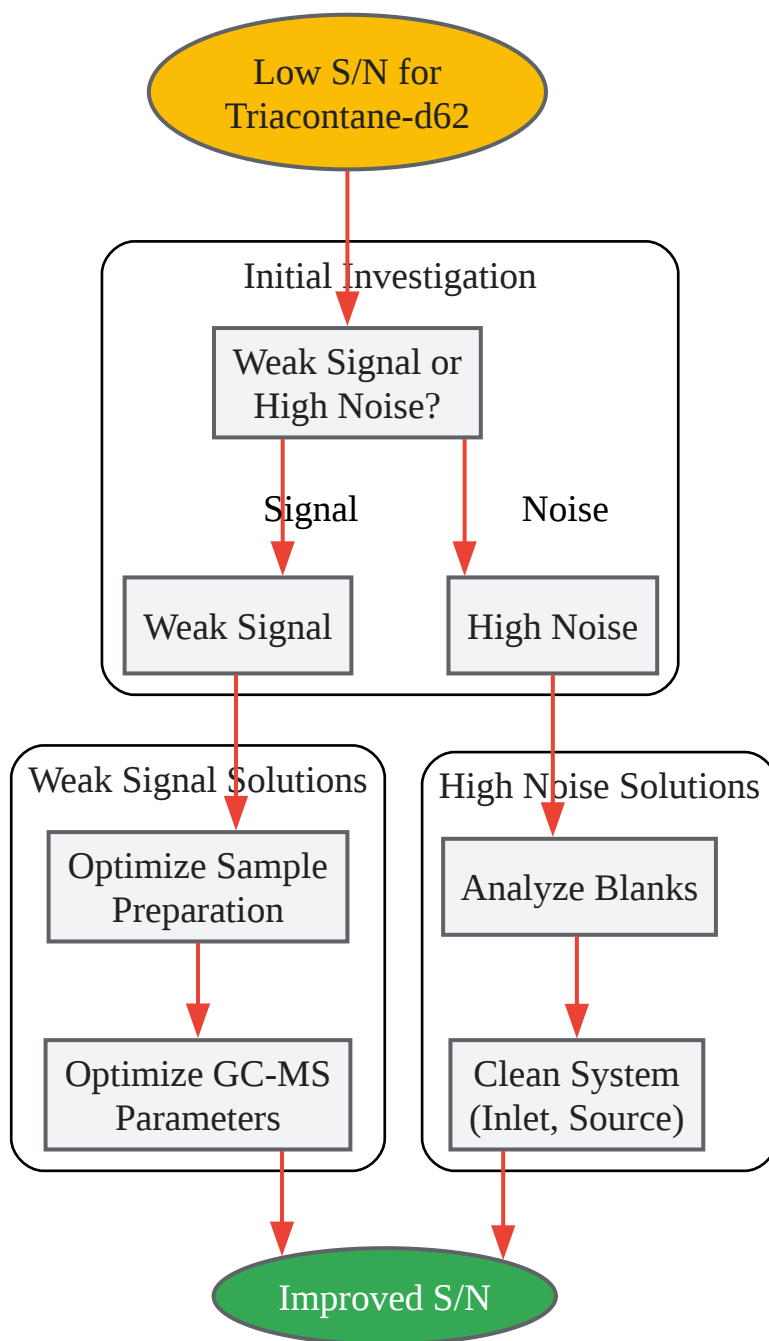 Low S/N for
Triacontane-d62
Initial Investigation
Weak Signal or
High Noise?
Signal
Noise
Weak Signal
High Noise
Weak Signal Solutions
Optimize Sample
Preparation
Optimize GC-MS
Parameters
High Noise Solutions
Analyze Blanks
Clean System
(Inlet, Source)
Improved S/N